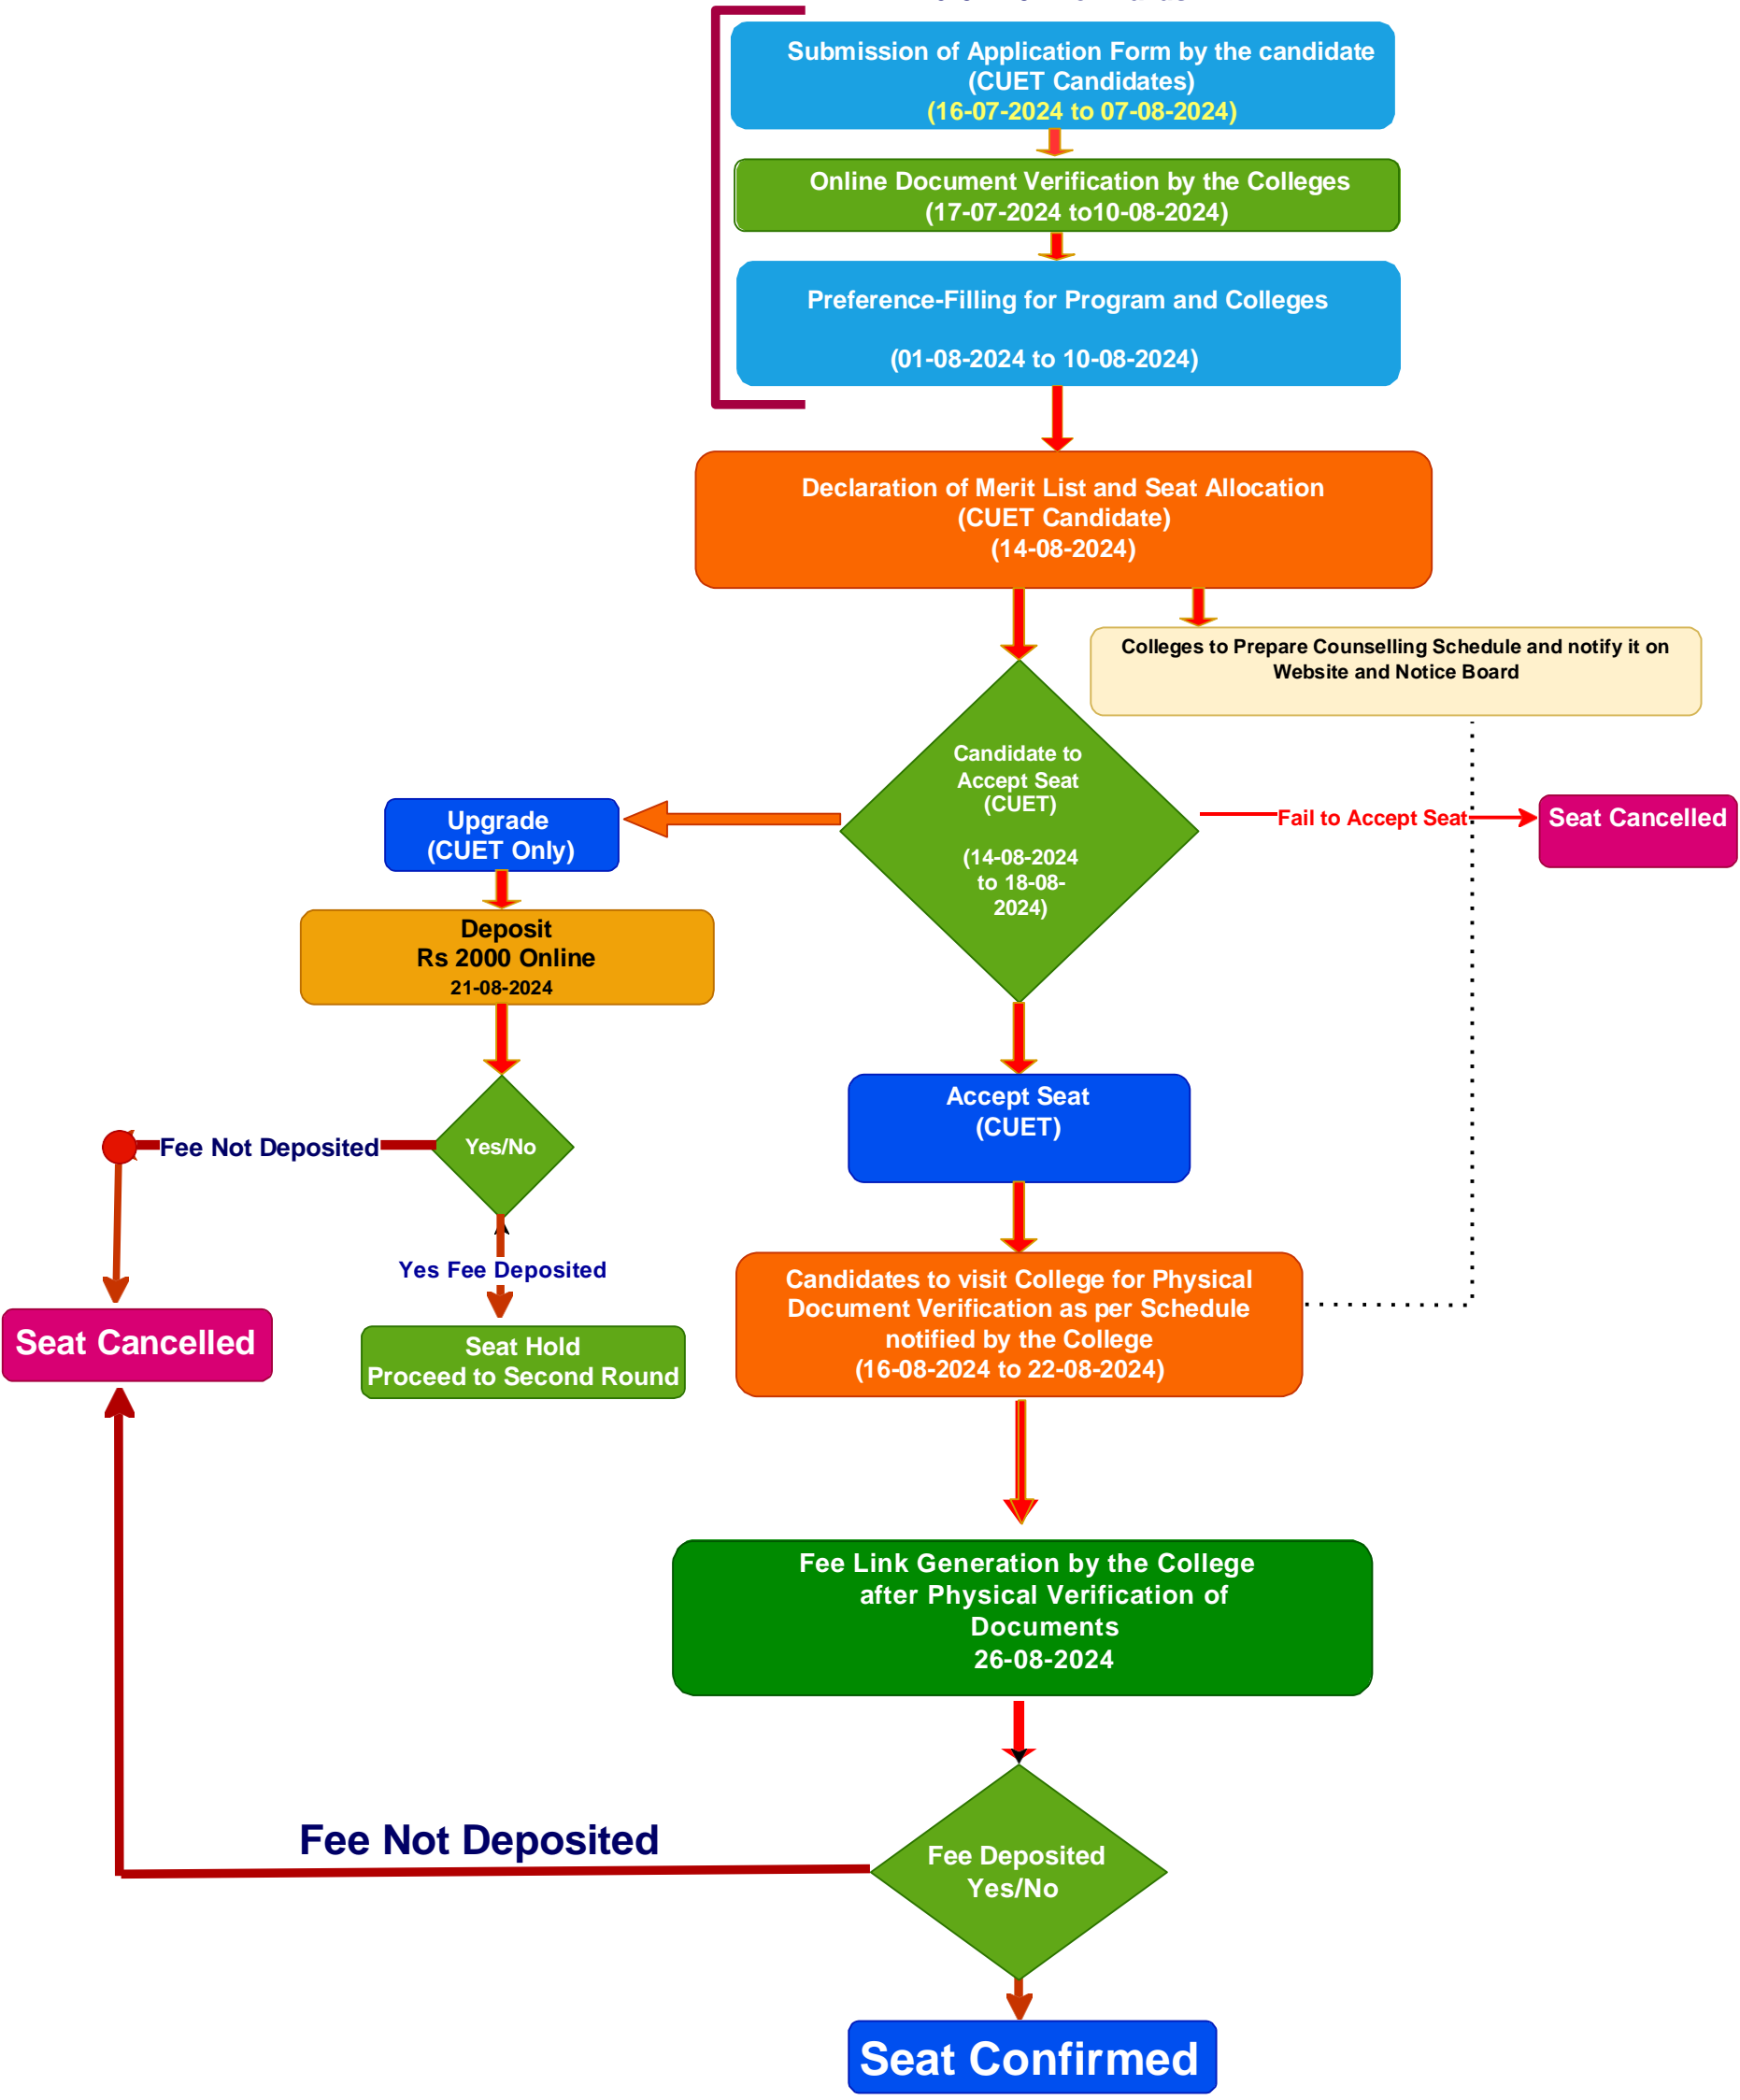 Submission of Application Form by the candidate
(CUET Candidates)
(16-07-2024 to 07-08-2024)
Online Document Verification by the Colleges
(17-07-2024 to10-08-2024)
Preference-Filling for Program and Colleges
(01-08-2024 to 10-08-2024)
Declaration of Merit List and Seat Allocation
(CUET Candidate)
(14-08-2024)
Colleges to Prepare Counselling Schedule and notify it on
Website and Notice Board
Candidate to
Accept Seat
(CUET)
(14-08-2024
to 18-08-
2024)
Upgrade
(CUET Only)
Fail to Accept Seat
Seat Cancelled
Deposit
Rs 2000 Online
21-08-2024
Yes/No
Fee Not Deposited
Accept Seat
(CUET)
Yes Fee Deposited
Seat Cancelled
Seat Hold
Proceed to Second Round
Candidates to visit College for Physical
Document Verification as per Schedule
notified by the College
(16-08-2024 to 22-08-2024)
Fee Link Generation by the College
after Physical Verification of
Documents
26-08-2024
Fee Not Deposited
Fee Deposited
Yes/No
Seat Confirmed